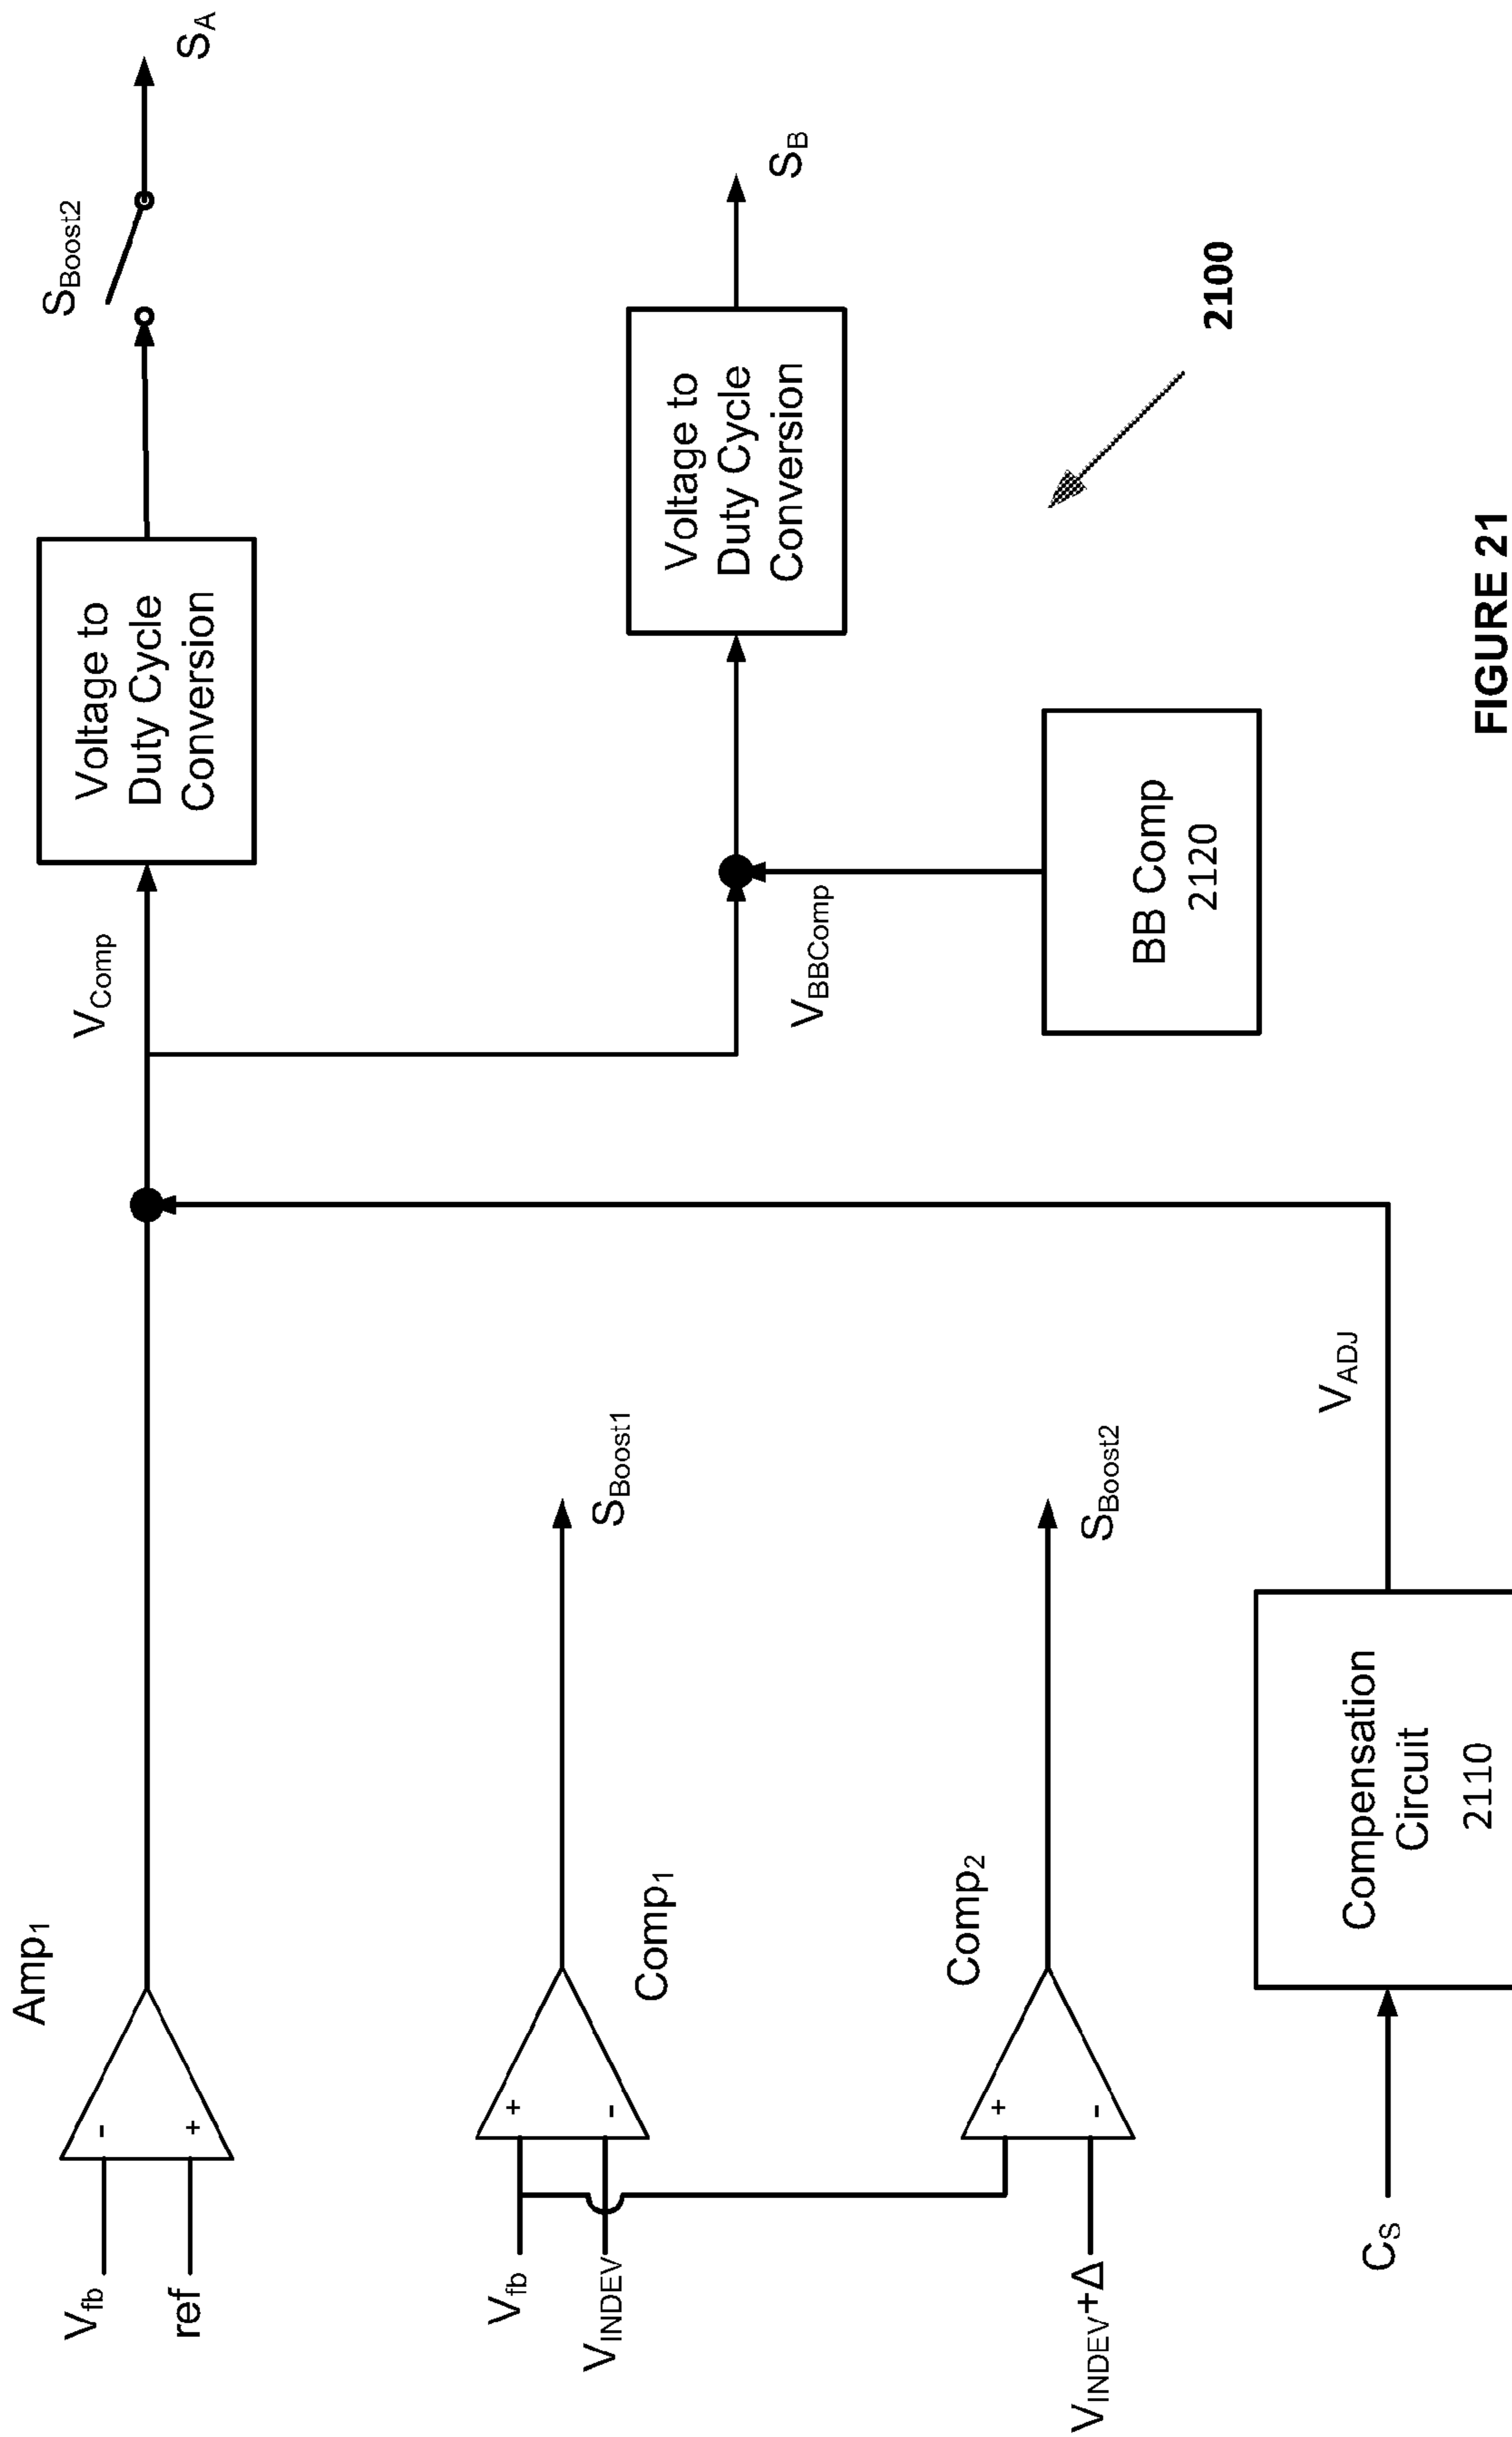 Amp1
Vfb
-
ref
+
VComp
Voltage to
Duty Cycle
Conversion
SBoost2
SA
Vfb
+
VINDEV
-
Comp1
SBoost1
VBBComp
Voltage to
Duty Cycle
Conversion
SB
Comp2
+
-
VINDEV+Δ
SBoost2
BB Comp
2120
2100
CS
Compensation
Circuit
2110
VADJ
FIGURE 21